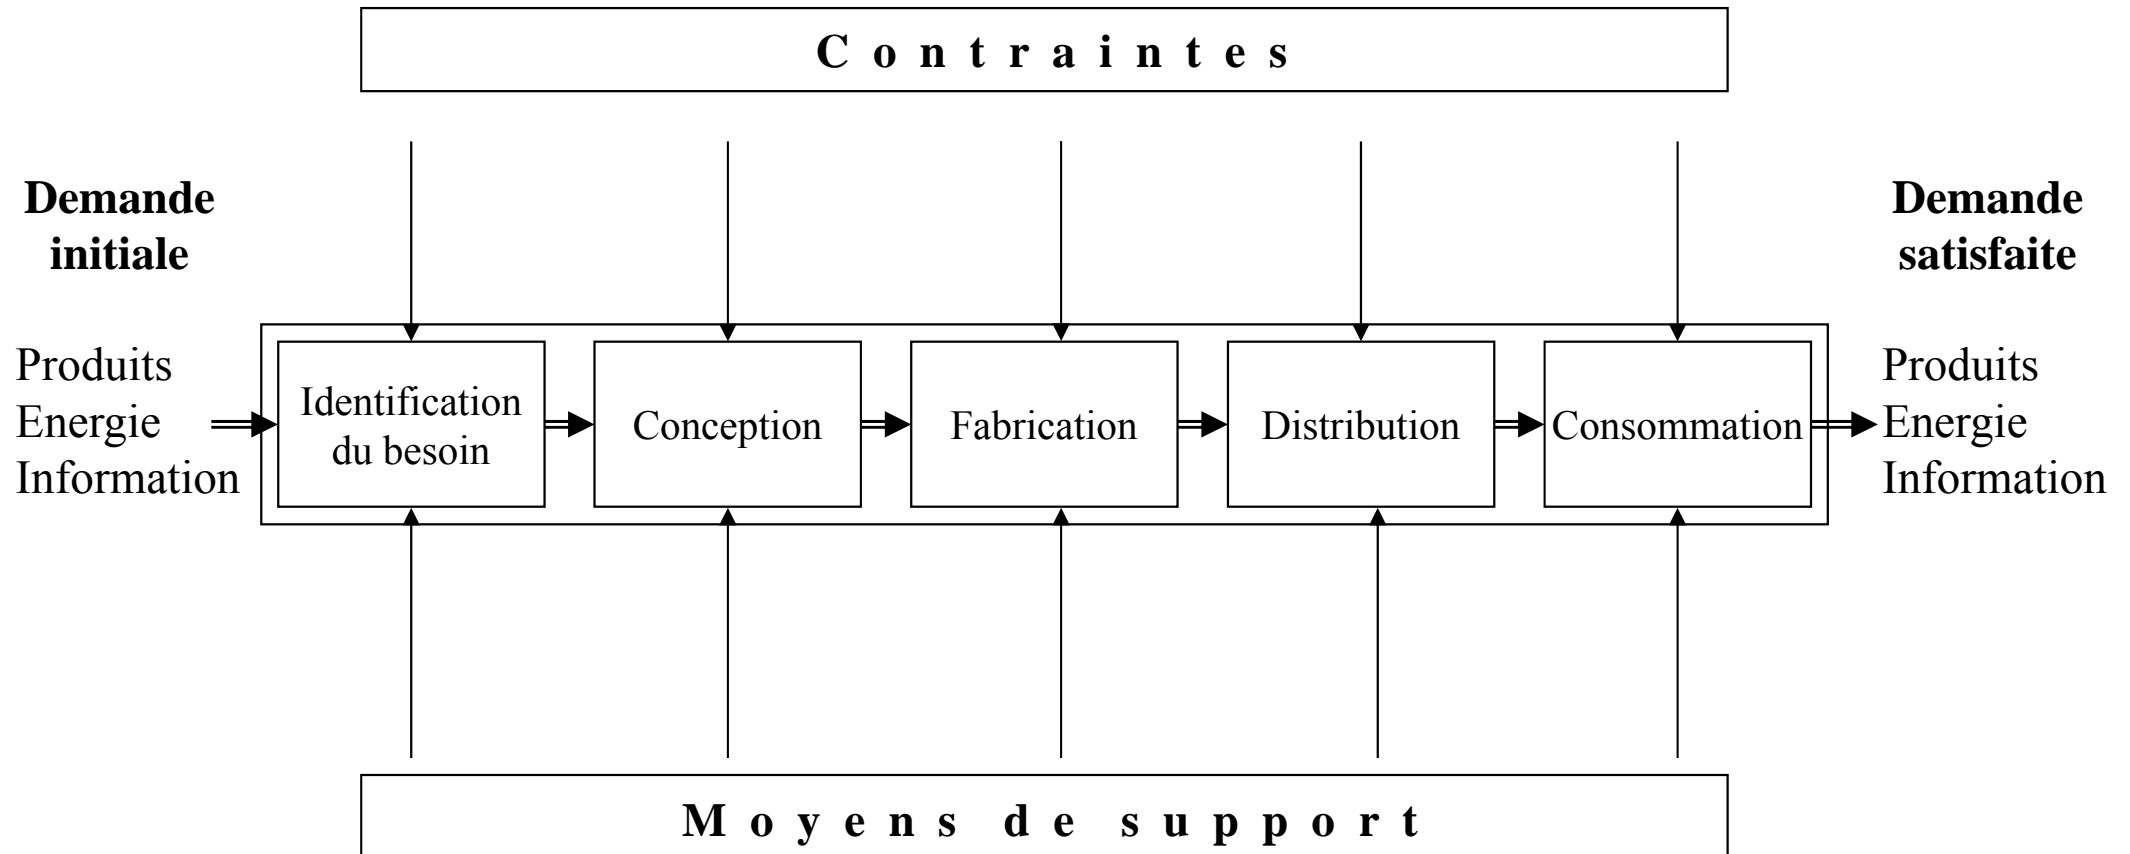 Contraintes
Demande
initiale
Demande
satisfaite
Produits
Energie
Information
Identification
du besoin
Conception
Fabrication
Distribution
Consommation
Produits
Energie
Information
Moyens de support